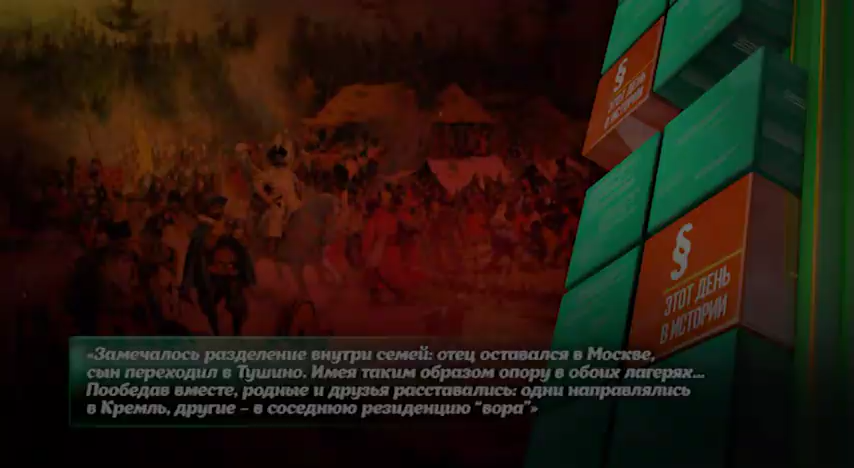 §
ЭТОТ ДЕНЬ
В ИСТОРИИ
§
ЭТОТ ДЕНЬ
В ИСТОРИИ
«Замечалось разделение внутри семей: отец оставался в Москве,
сын переходил в Тушино. Имея таким образом опору в обоих лагерях...
Пообедав вместе, родные и друзья расставались: одни направлялись
в Кремль, другие – в соседнюю резиденцию "вора"»